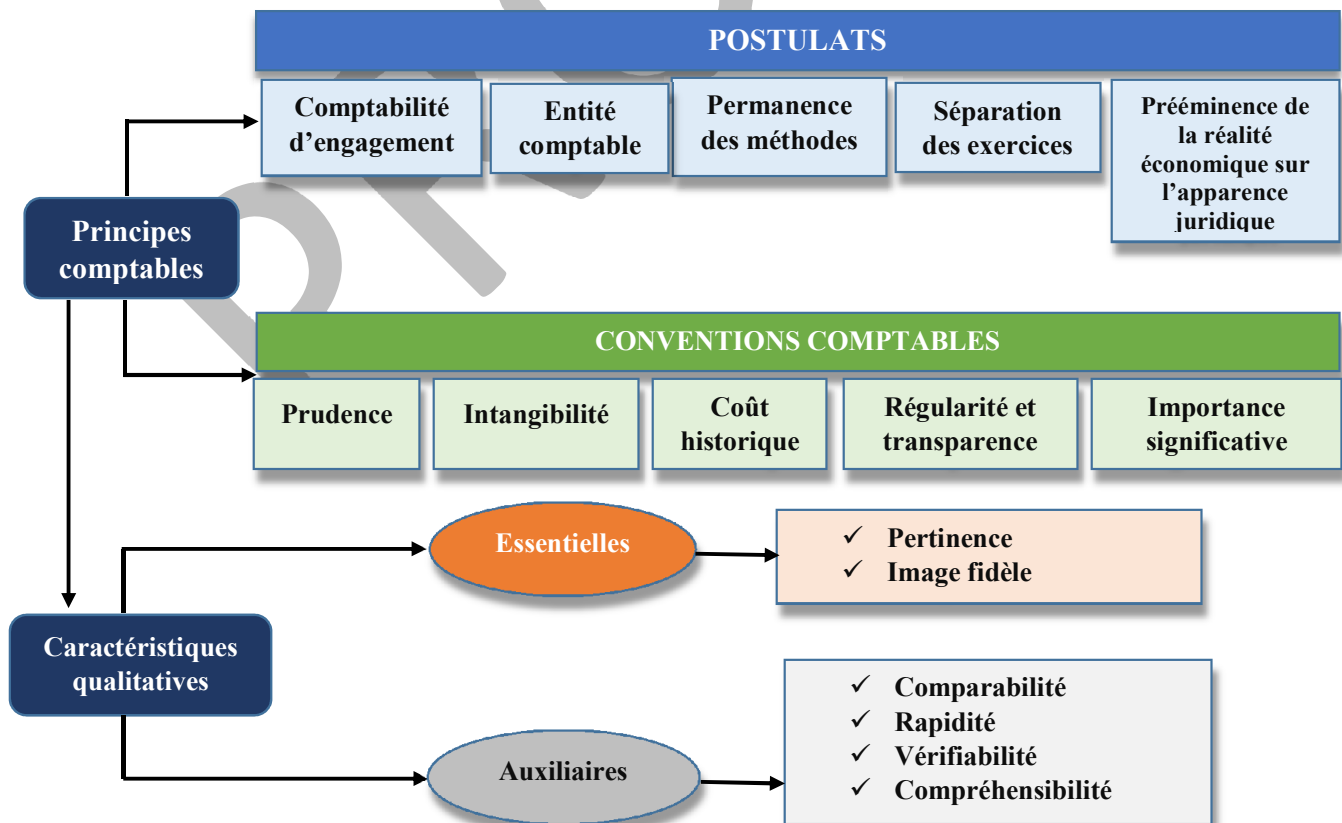 POSTULATS
Comptabilité
d’engagement
Entité
comptable
Permanence
des méthodes
Séparation
des exercices
Prééminence de
la réalité
économique sur
l’apparence
juridique
Principes
comptables
CONVENTIONS COMPTABLES
Prudence
Intangibilité
Coût
historique
Régularité et
transparence
Importance
significative
Essentielles
✓ Pertinence
✓ Image fidèle
Caractéristiques
qualitatives
Auxiliaires
✓ Comparabilité
✓ Rapidité
✓ Vérifiabilité
✓ Compréhensibilité